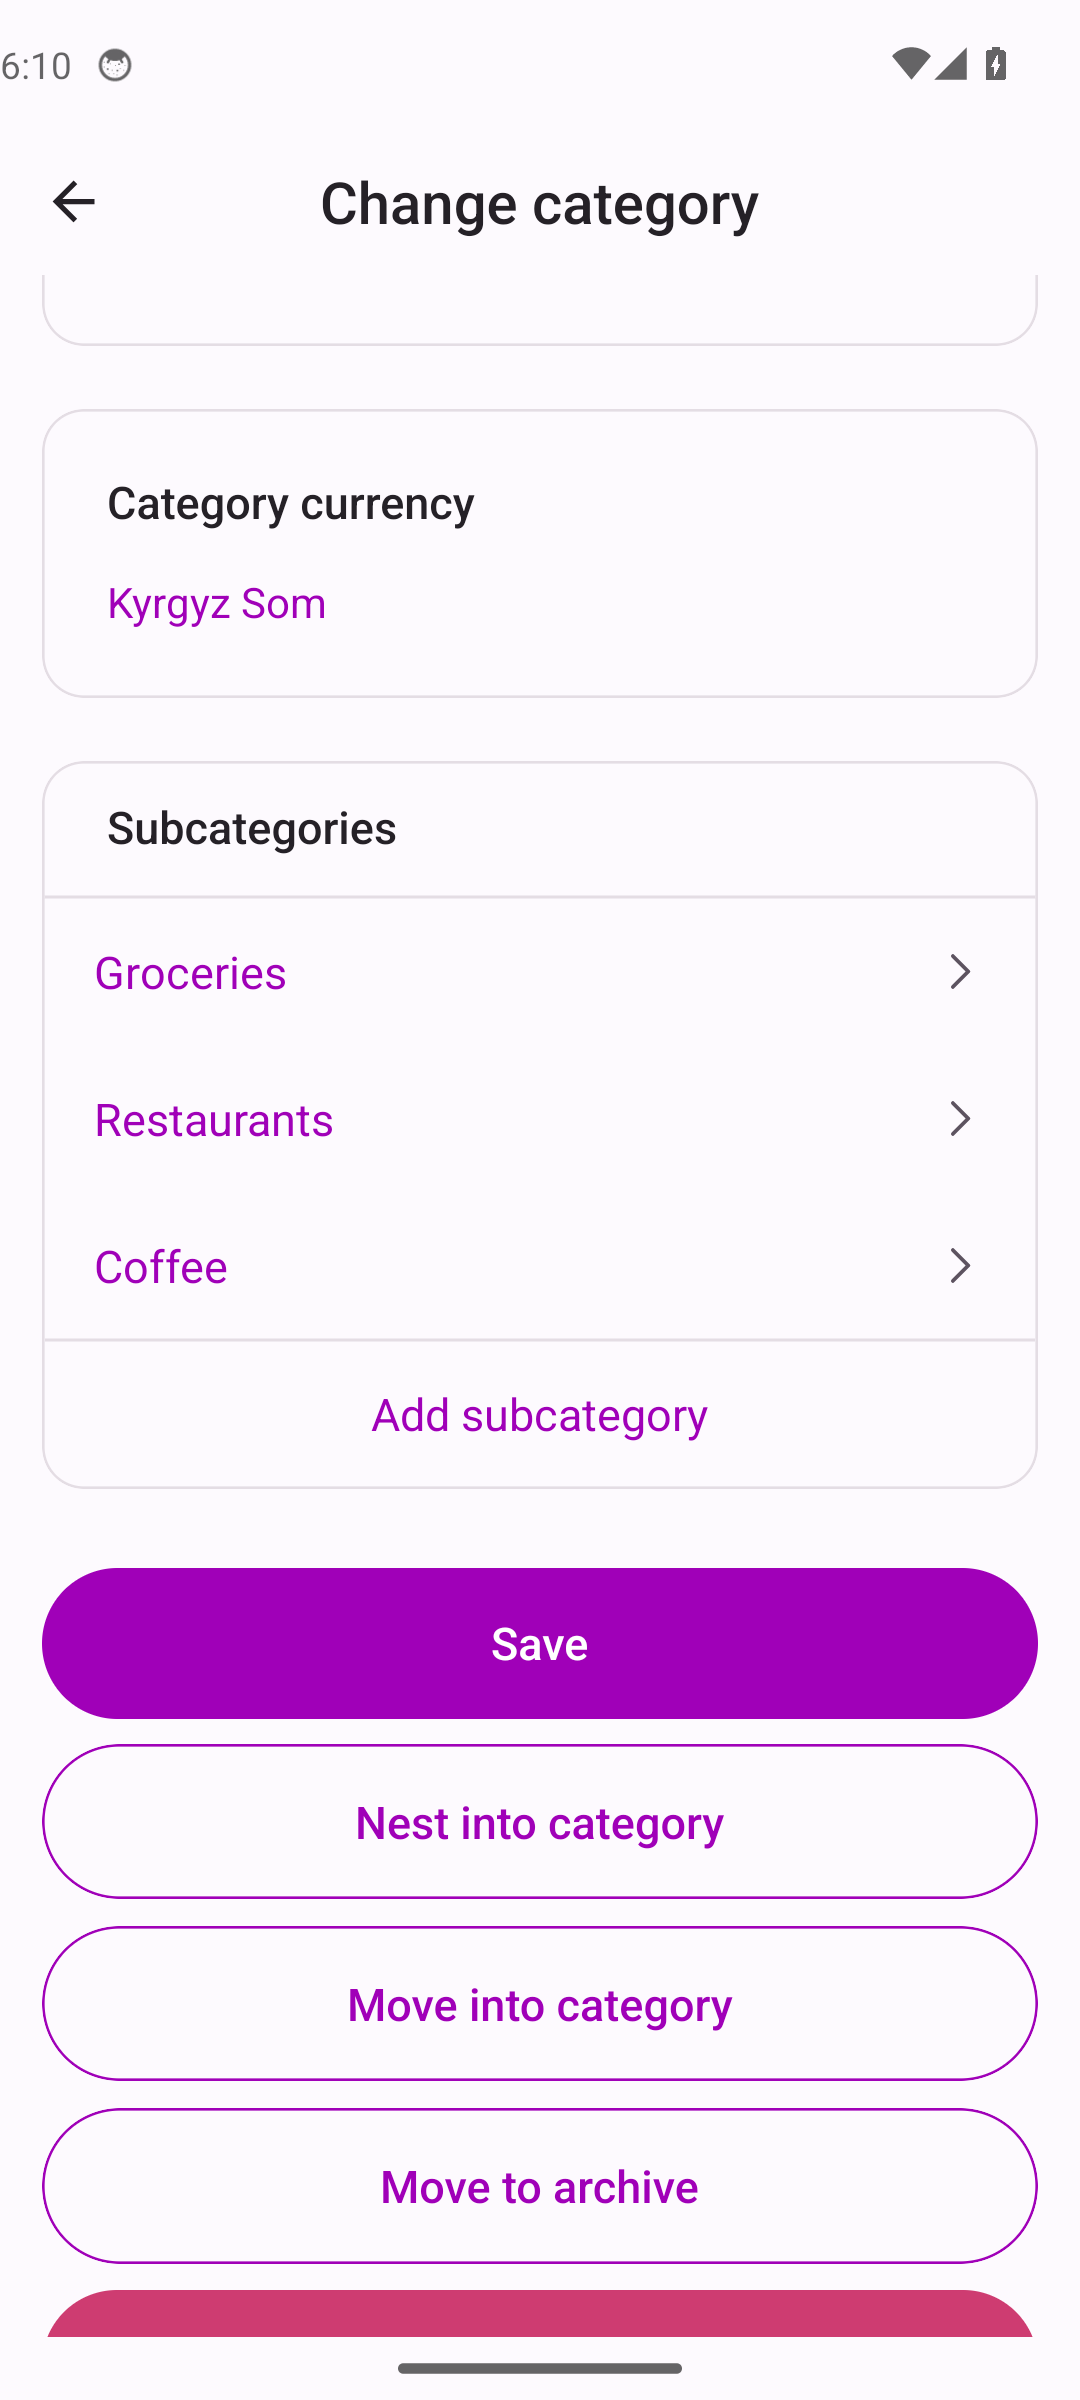 6:10
Change category
Category currency
Kyrgyz Som
Subcategories
Groceries
Restaurants
Coffee
Add subcategory
Save
Nest into category
Move into category
Move to archive